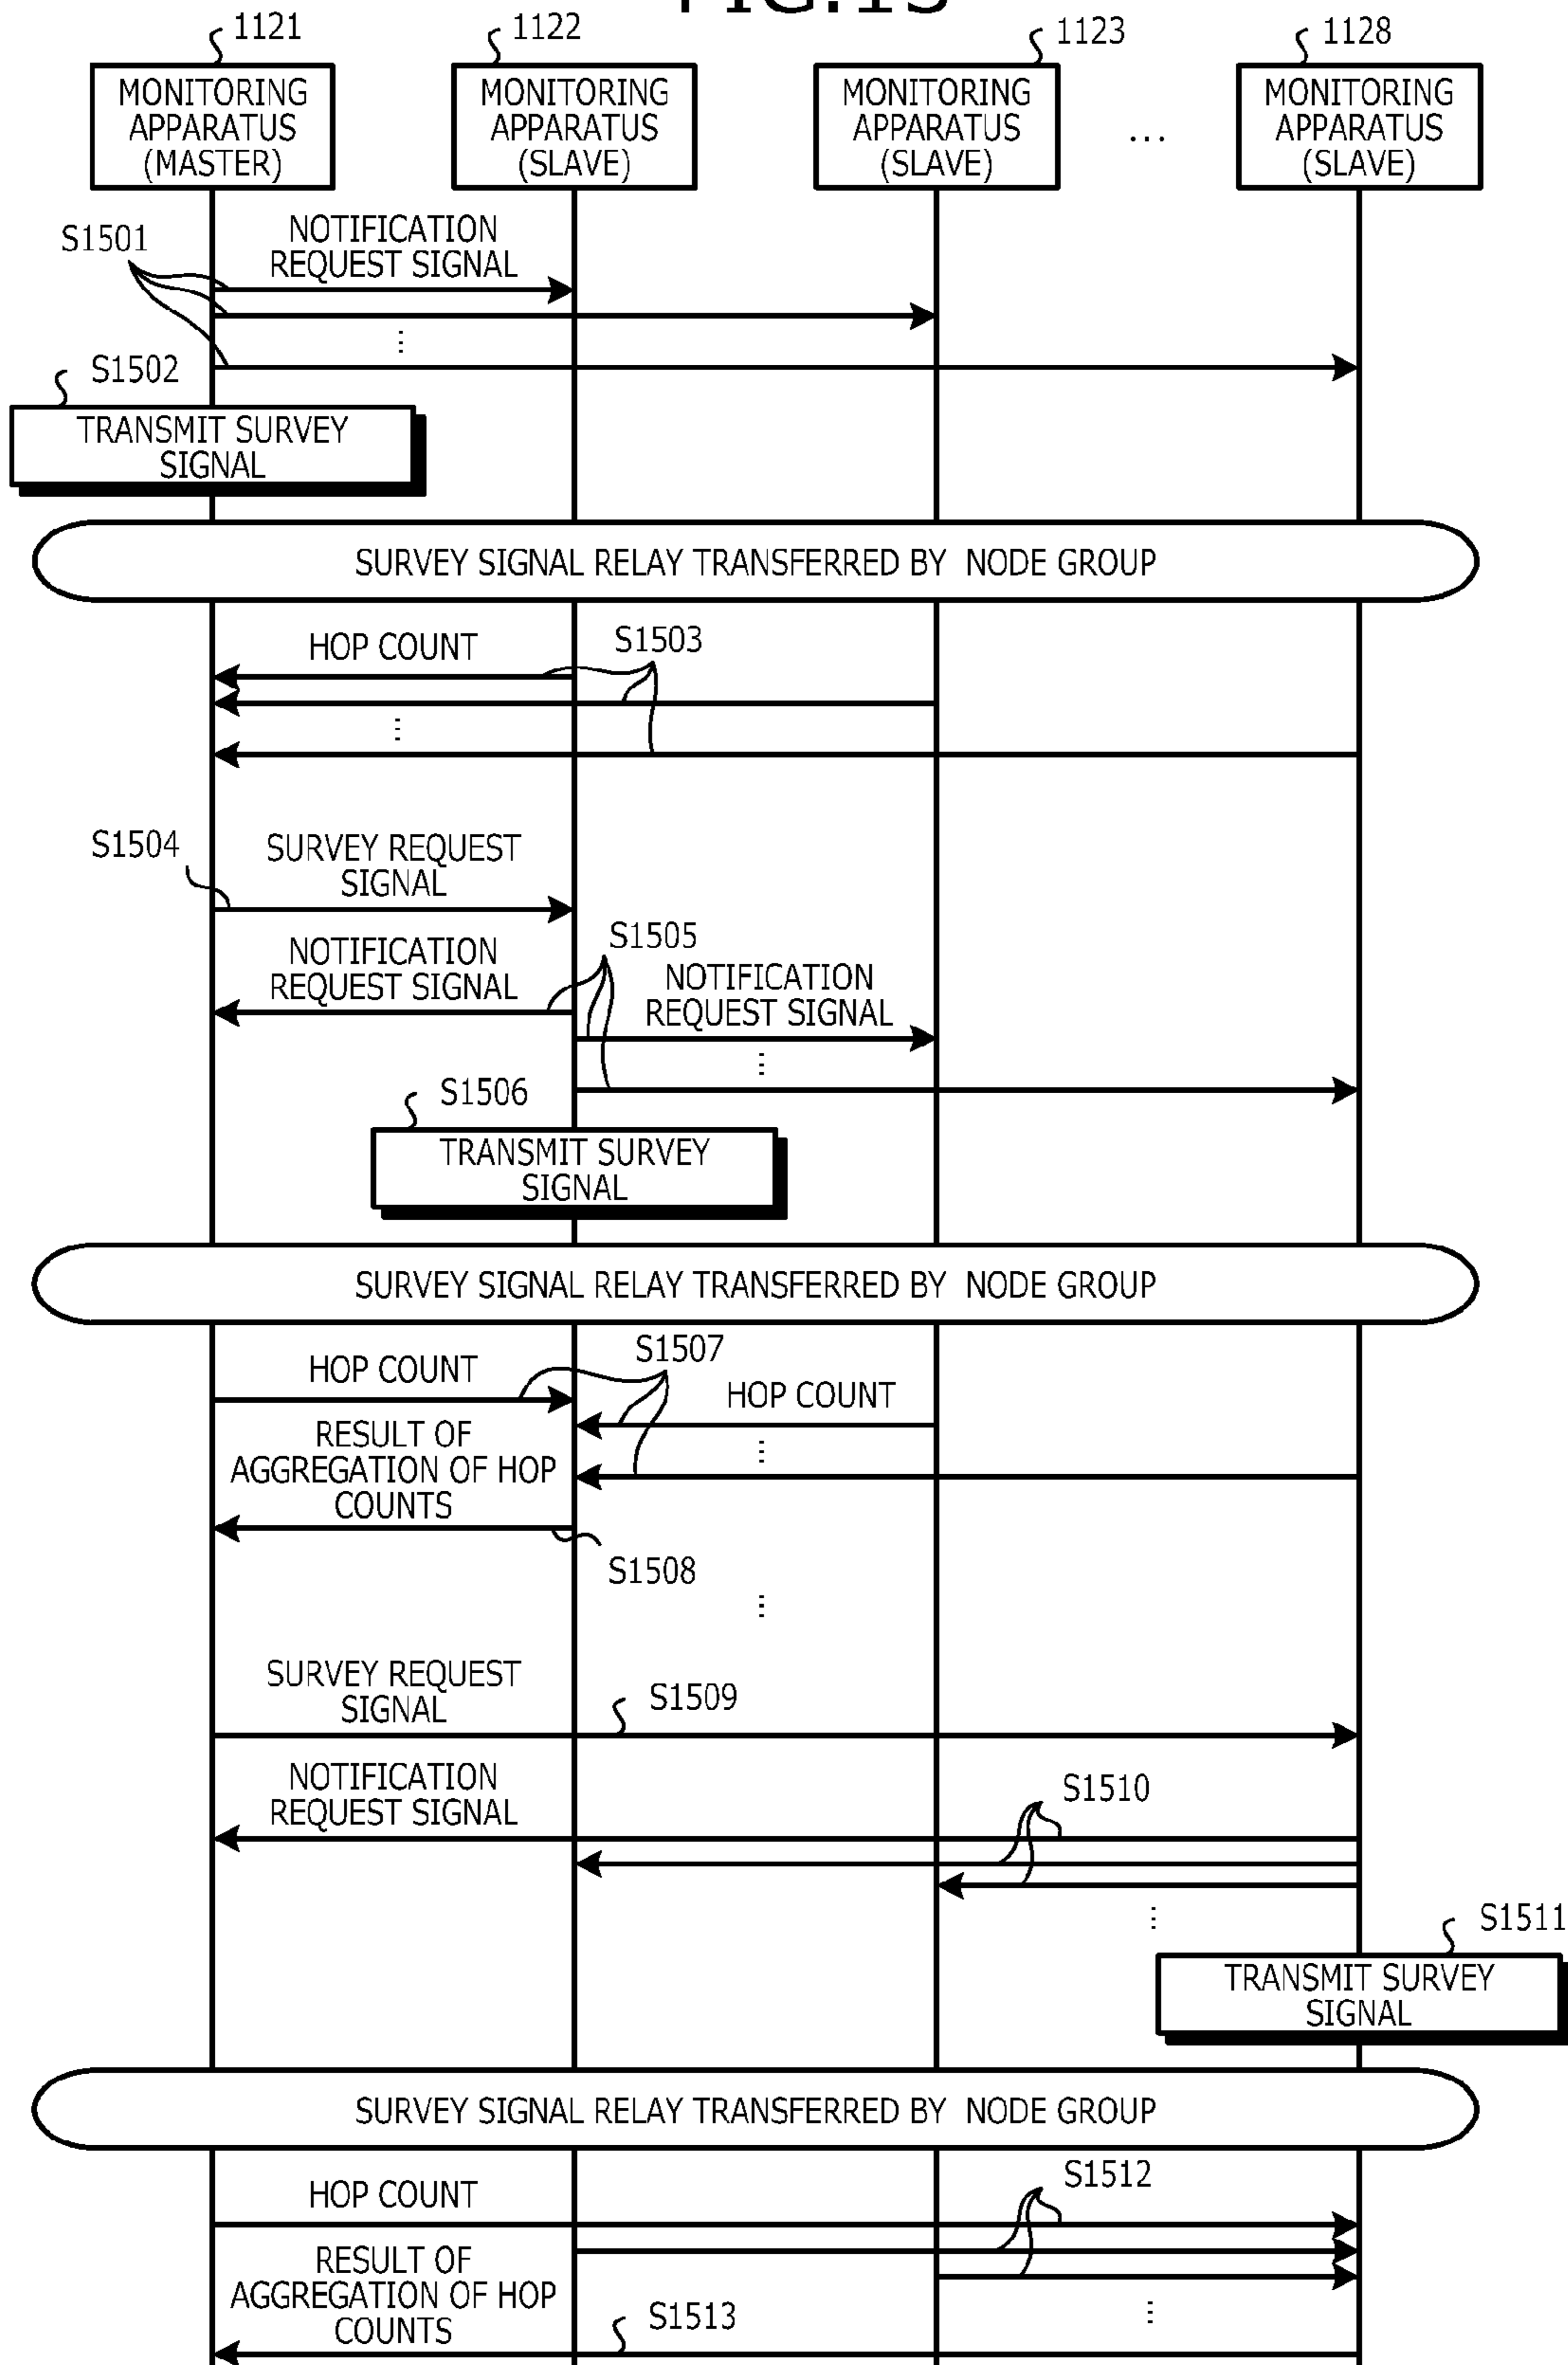 1121
1122
1123
1128
MONITORING
APPARATUS
(MASTER)
MONITORING
APPARATUS
(SLAVE)
MONITORING
APPARATUS
(SLAVE)
...
MONITORING
APPARATUS
(SLAVE)
S1501
NOTIFICATION
REQUEST SIGNAL
S1502
TRANSMIT SURVEY
SIGNAL
SURVEY SIGNAL RELAY TRANSFERRED BY NODE GROUP
HOP COUNT
S1503
S1504
SURVEY REQUEST
SIGNAL
NOTIFICATION
REQUEST SIGNAL
S1505
NOTIFICATION
REQUEST SIGNAL
S1506
TRANSMIT SURVEY
SIGNAL
SURVEY SIGNAL RELAY TRANSFERRED BY NODE GROUP
HOP COUNT
S1507
HOP COUNT
RESULT OF
AGGREGATION OF HOP
COUNTS
S1508
SURVEY REQUEST
SIGNAL
S1509
NOTIFICATION
REQUEST SIGNAL
S1510
S1511
TRANSMIT SURVEY
SIGNAL
SURVEY SIGNAL RELAY TRANSFERRED BY NODE GROUP
HOP COUNT
S1512
RESULT OF
AGGREGATION OF HOP
COUNTS
S1513